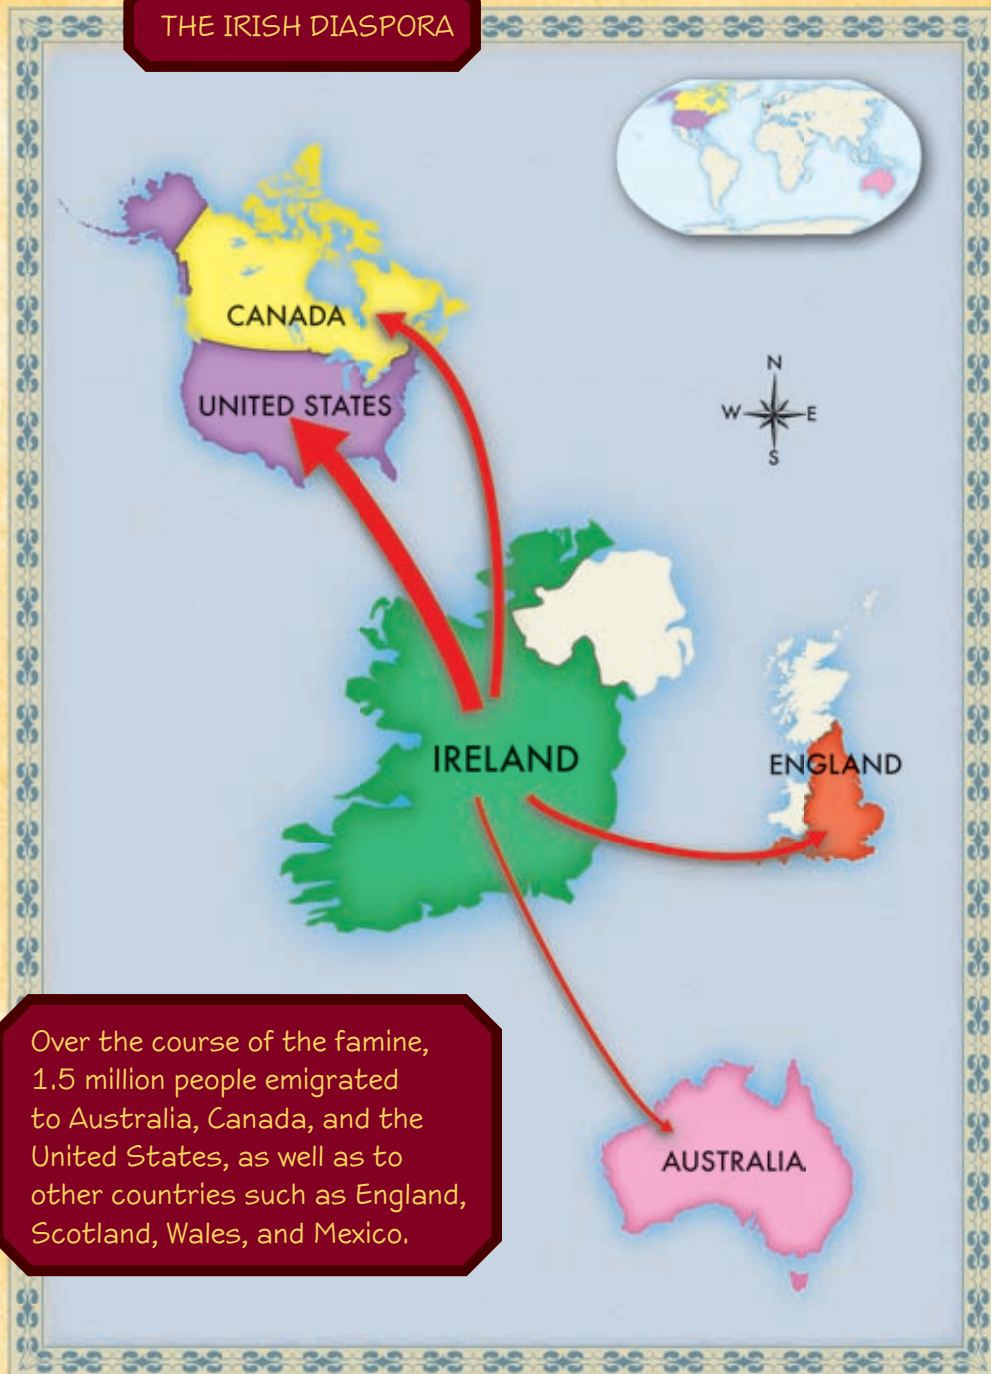 THE IRISH DIASPORA
CANADA
UNITED STATES
N
W E
S
IRELAND
ENGLAND
AUSTRALIA
Over the course of the famine,
1.5 million people emigrated
to Australia, Canada, and the
United States, as well as to
other countries such as England,
Scotland, Wales, and Mexico.